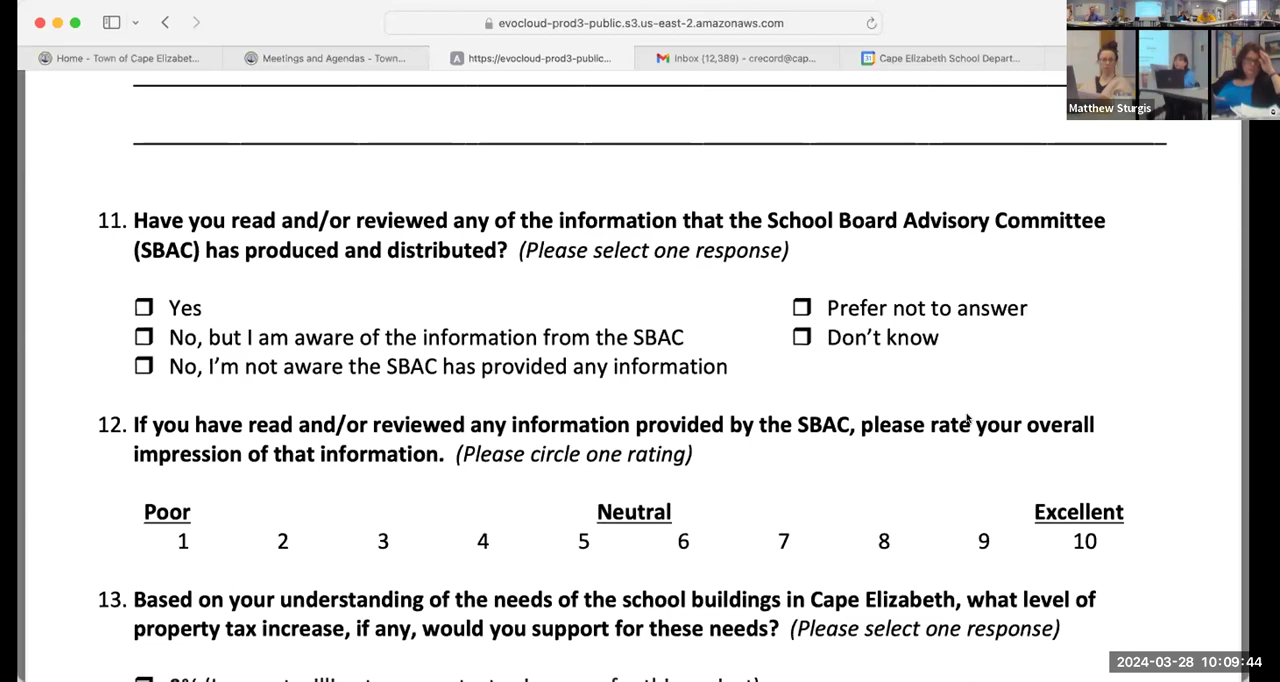 evocloud-prod3-public.s3.us-east-2.amazonaws.com
Home - Town of Cape Elizabet...
Meetings and Agendas - Town...
https://evocloud-prod3-public...
Inbox (12,389) - crecord@cap...
Cape Elizabeth School Depart...
Matthew Sturgis
11. Have you read and/or reviewed any of the information that the School Board Advisory Committee
(SBAC) has produced and distributed? (Please select one response)
Yes
No, but I am aware of the information from the SBAC
No, I'm not aware the SBAC has provided any information
Prefer not to answer
Don't know
12. If you have read and/or reviewed any information provided by the SBAC, please rate your overall
impression of that information. (Please circle one rating)
Poor Neutral Excellent
1 2 3 4 5 6 7 8 9 10
13. Based on your understanding of the needs of the school buildings in Cape Elizabeth, what level of
property tax increase, if any, would you support for these needs? (Please select one response)
2024-03-28 10:09:44